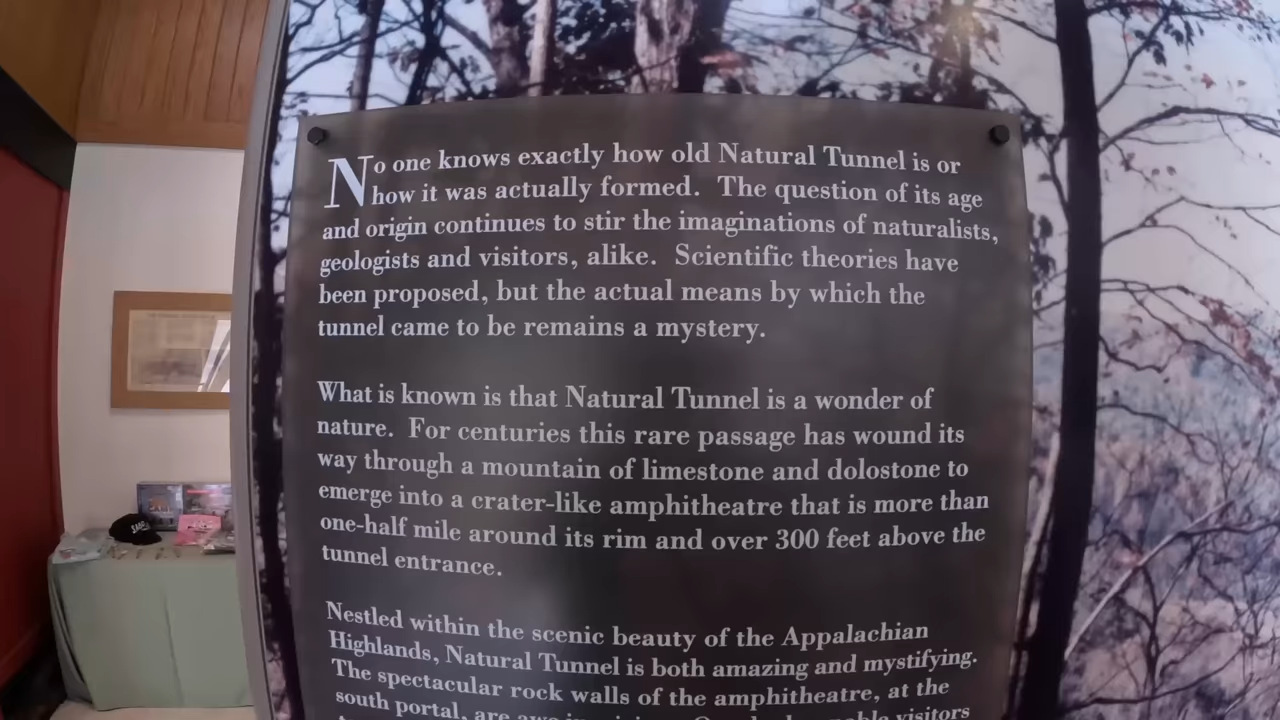 No one knows exactly how old Natural Tunnel is or
how it was actually formed. The question of its age
and origin continues to stir the imaginations of naturalists,
geologists and visitors, alike. Scientific theories have
been proposed, but the actual means by which the
tunnel came to be remains a mystery.
What is known is that Natural Tunnel is a wonder of
nature. For centuries this rare passage has wound its
way through a mountain of limestone and dolostone to
emerge into a crater-like amphitheatre that is more than
one-half mile around its rim and over 300 feet above the
tunnel entrance.
Nestled within the scenic beauty of the Appalachian
Highlands, Natural Tunnel is both amazing and mystifying.
The spectacular rock walls of the amphitheatre, at the
south portal, are visitors